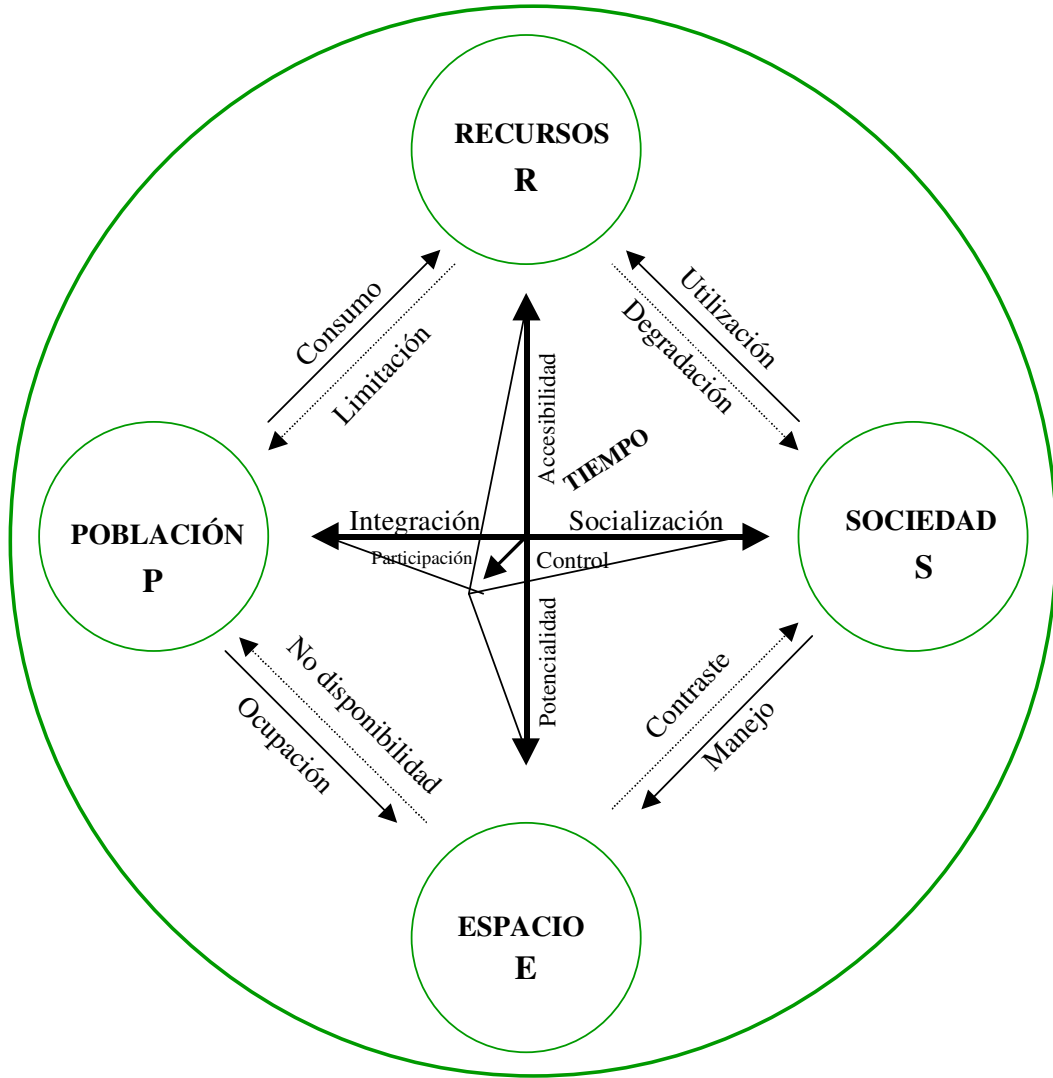 RECURSOS
R
Consumo
Limitación
Utilización
Degradación
Accesibilidad
TIEMPO
POBLACIÓN
P
Integración
Socialización
Participación
Control
SOCIEDAD
S
Potencialidad
No disponibilidad
Ocupación
Contraste
Manejo
ESPACIO
E